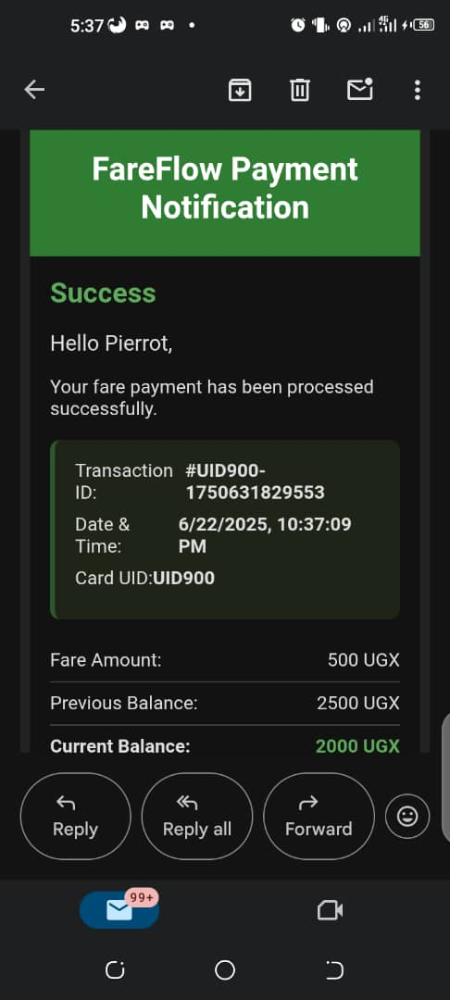 5:37
4G
56
FareFlow Payment
Notification
Success
Hello Pierrot,
Your fare payment has been processed
successfully.
Transaction #UID900-
ID: 1750631829553
Date & 6/22/2025, 10:37:09
Time: PM
Card UID:UID900
Fare Amount: 500 UGX
Previous Balance: 2500 UGX
Current Balance: 2000 UGX
Reply
Reply all
Forward
99+